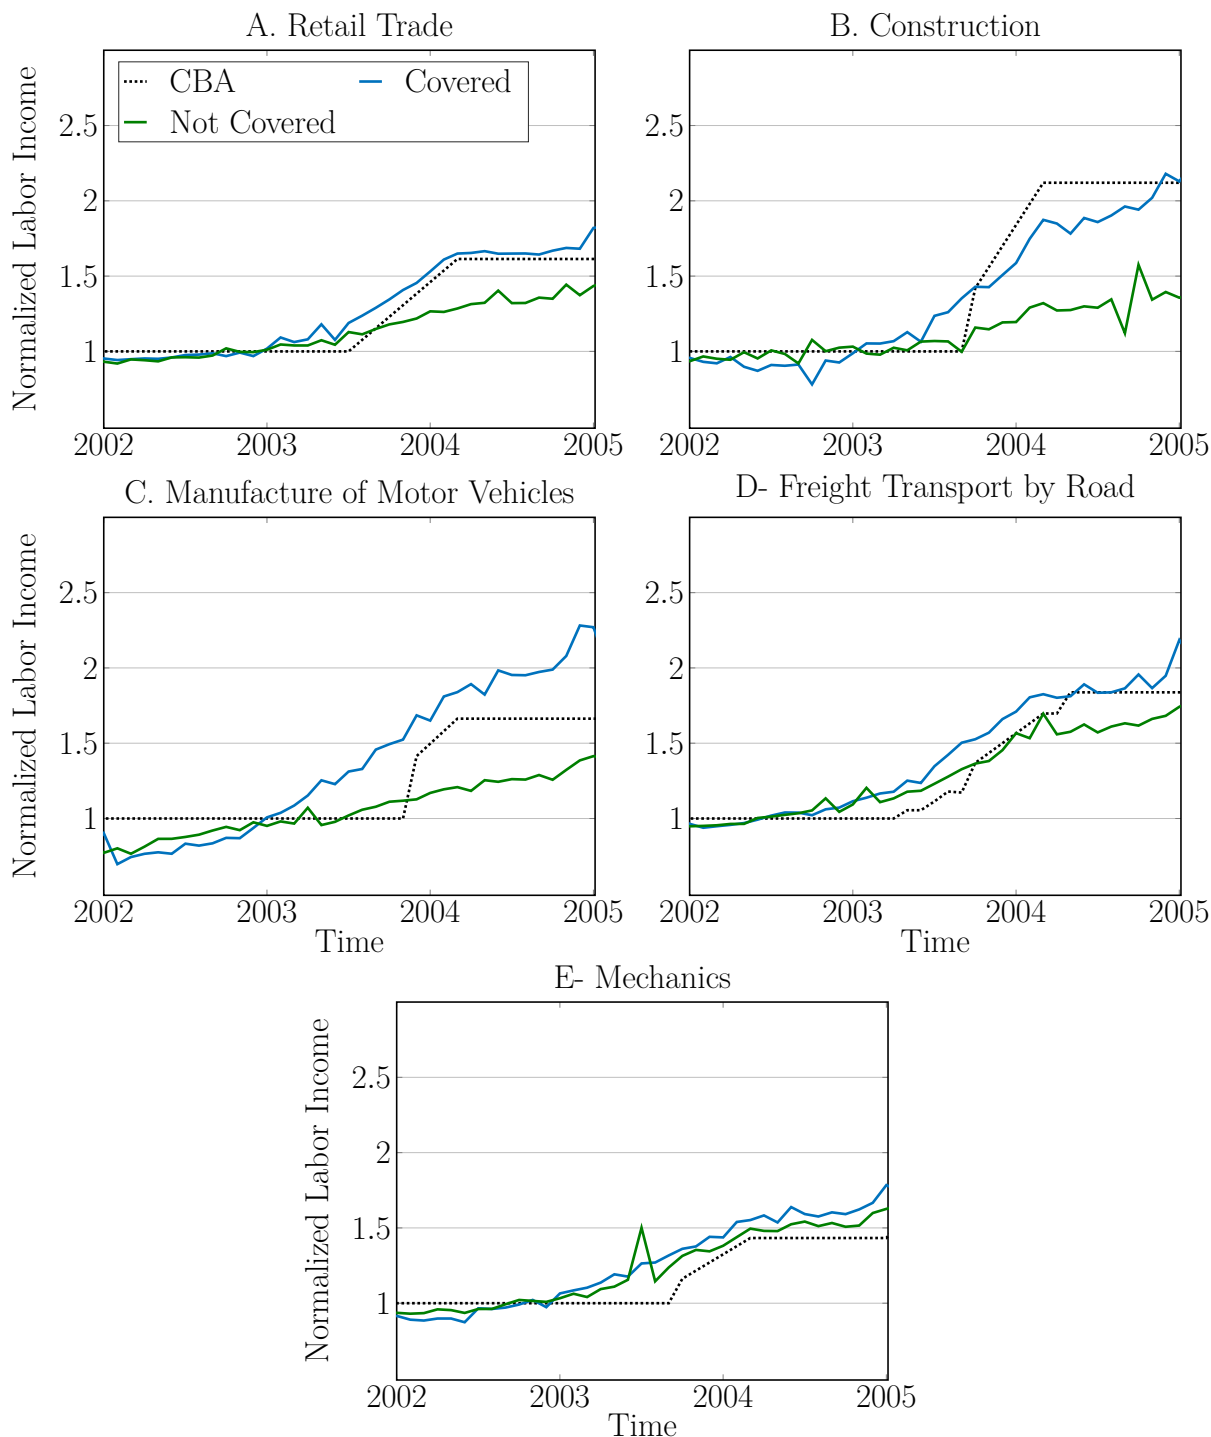 A. Retail Trade
B. Construction
CBA
Covered
Not Covered
Normalized Labor Income
2.5
2
1.5
1
2002
2003
2004
2005
2.5
2
1.5
1
2002
2003
2004
2005
C. Manufacture of Motor Vehicles
D- Freight Transport by Road
Normalized Labor Income
2.5
2
1.5
1
2002
2003
2004
2005
Time
2.5
2
1.5
1
2002
2003
2004
2005
Time
E- Mechanics
Normalized Labor Income
2.5
2
1.5
1
2002
2003
2004
2005
Time